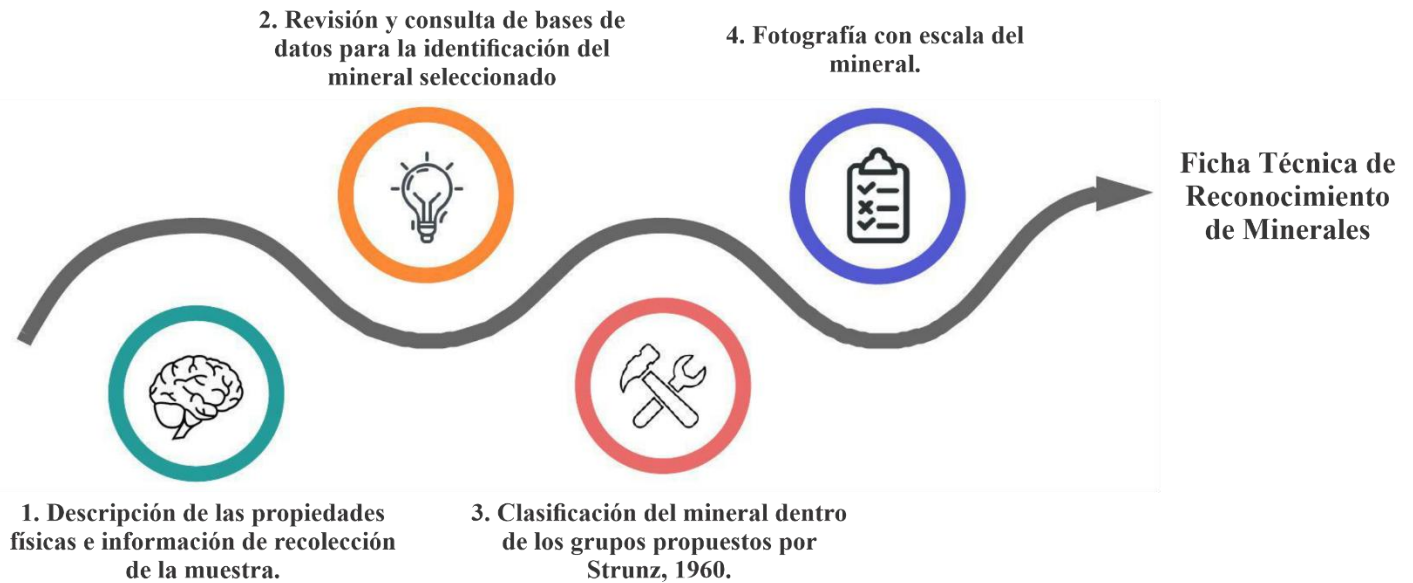 2. Revisión y consulta de bases de
datos para la identificación del
mineral seleccionado
4. Fotografía con escala del
mineral.
Ficha Técnica de
Reconocimiento
de Minerales
1. Descripción de las propiedades
físicas e información de recolección
de la muestra.
3. Clasificación del mineral dentro
de los grupos propuestos por
Strunz, 1960.